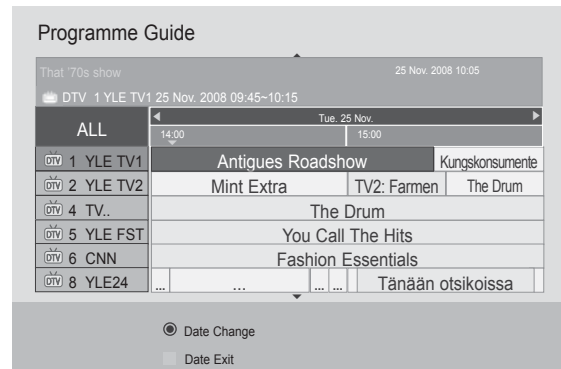 Programme Guide
That '70s show 25 Nov. 2008 10:05
DTV 1 YLE TV1 25 Nov. 2008 09:45~10:15
ALL
Tue. 25 Nov.
14:00 15:00
DTV 1 YLE TV1 Antigues Roadshow Kungskonsumente
DTV 2 YLE TV2 Mint Extra TV2: Farmen The Drum
DTV 4 TV.. The Drum
DTV 5 YLE FST You Call The Hits
DTV 6 CNN Fashion Essentials
DTV 8 YLE24 ... ... ... ... Tänään otsikoissa
Date Change
Date Exit